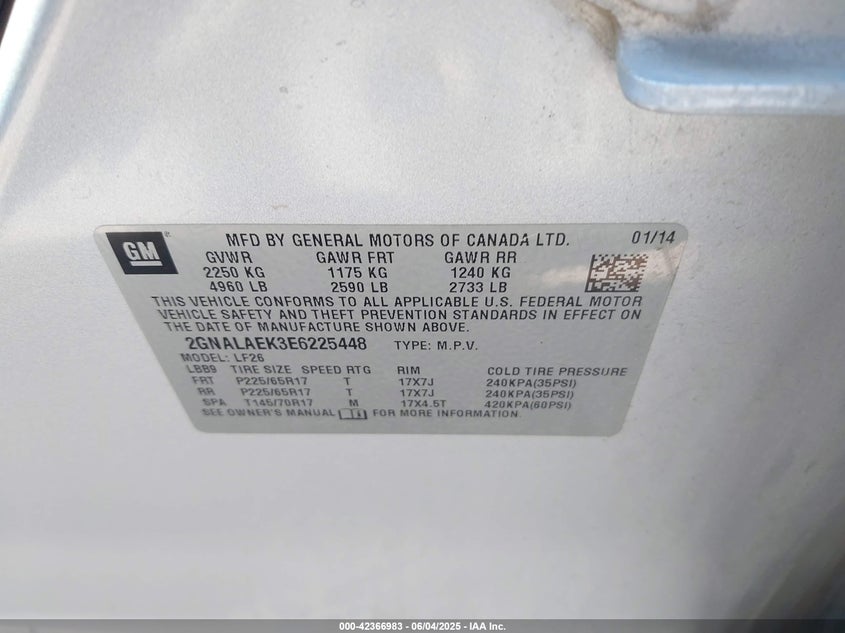 GM
MFD BY GENERAL MOTORS OF CANADA LTD. 01/14
GVWR GAWR FRT GAWR RR
2250 KG 1175 KG 1240 KG
4960 LB 2590 LB 2733 LB
THIS VEHICLE CONFORMS TO ALL APPLICABLE U.S. FEDERAL MOTOR
VEHICLE SAFETY AND THEFT PREVENTION STANDARDS IN EFFECT ON
THE DATE OF MANUFACTURE SHOWN ABOVE.
2GNALAEK3E6225448 TYPE: M.P.V.
MODEL: LF26
LBB9 TIRE SIZE SPEED RTG RIM COLD TIRE PRESSURE
FRT P225/65R17 T 17X7J 240KPA(35PSI)
RR P225/65R17 T 17X7J 240KPA(35PSI)
SPA T145/70R17 M 17X4.5T 420KPA(60PSI)
SEE OWNER'S MANUAL FOR MORE INFORMATION.
000-42366983 - 06/04/2025 - IAA Inc.